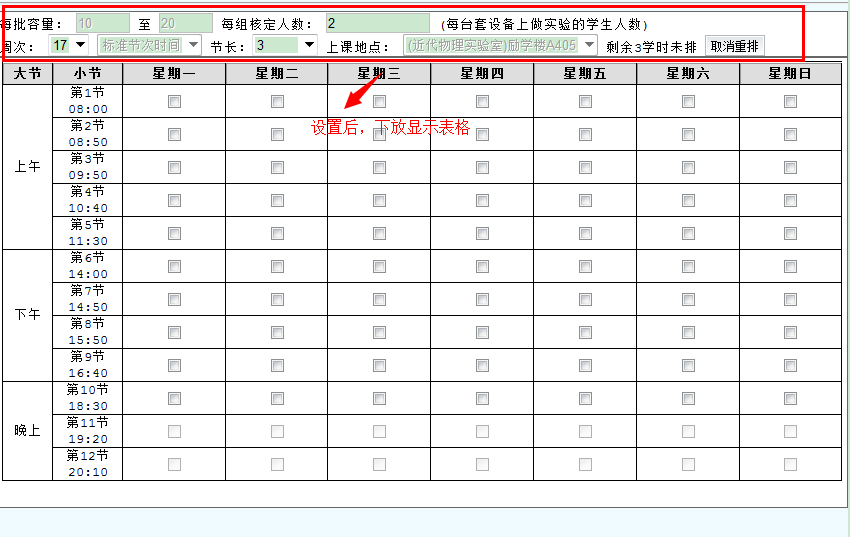 每批容量： 10 至 20 每组核定人数： 2 (每台套设备上做实验的学生人数)
周次： 17 标准节次时间 节长： 3 上课地点： (近代物理实验室)励学楼A405 剩余3学时未排 取消重排
大节 小节 星期一 星期二 星期三 星期四 星期五 星期六 星期日
上午
第1节
08:00
设置后，下放显示表格
第2节
08:50
第3节
09:50
第4节
10:40
第5节
11:30
下午
第6节
14:00
第7节
14:50
第8节
15:50
第9节
16:40
晚上
第10节
18:30
第11节
19:20
第12节
20:10